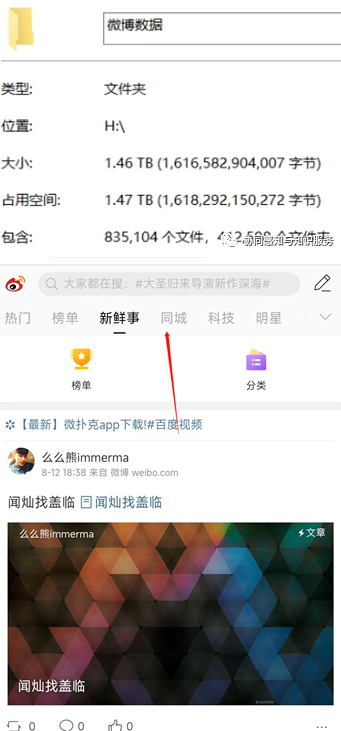 微博数据
类型: 文件夹
位置: H:\
大小: 1.46 TB (1,616,582,904,007 字节)
占用空间: 1.47 TB (1,618,292,150,272 字节)
包含: 835,104 个文件，
协同感知与知识服务
大家都在搜：#大圣归来导演新作深海#
热门 榜单 新鲜事 同城 科技 明星
榜单 分类
【最新】微扑克app下载!#百度视频
么么熊immerma
8-12 18:38 来自 微博 weibo.com
闻灿找盖临 闻灿找盖临
么么熊immerma 文章
闻灿找盖临
0 0 0